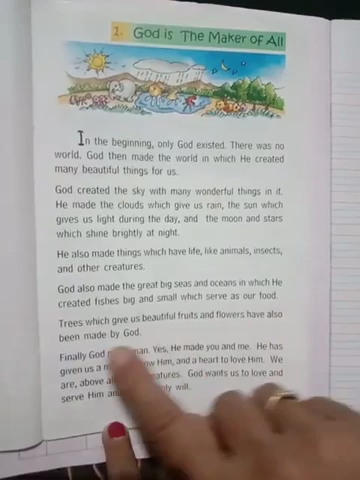 1. God is The Maker of All
In the beginning, only God existed. There was no
world. God then made the world in which He created
many beautiful things for us.
God created the sky with many wonderful things in it.
He made the clouds which give us rain, the sun which
gives us light during the day, and the moon and stars
which shine brightly at night.
He also made things which have life, like animals, insects,
and other creatures.
God also made the great big seas and oceans in which He
created fishes big and small which serve as our food.
Trees which give us beautiful fruits and flowers have also
been made by God.
Finally God man. Yes, He made you and me. He has
given us a Him, and a heart to love Him. We
are, above God wants us to love and
serve Him will.